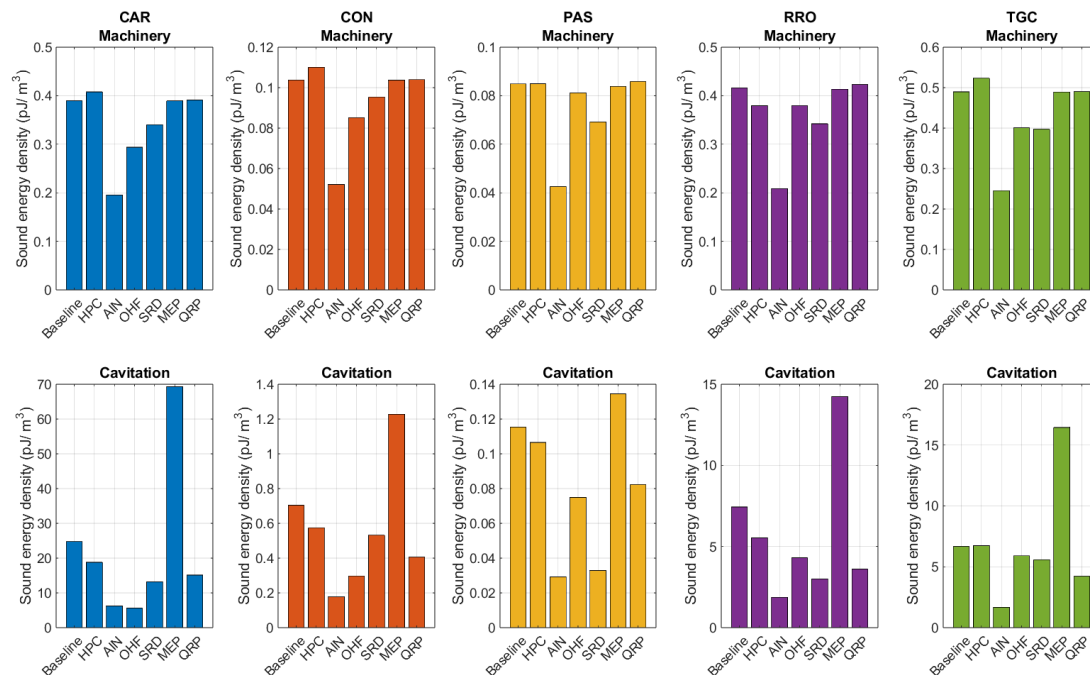 CAR
Machinery
Sound energy density (pJ/ m³)
0.5
0.4
0.3
0.2
0.1
0
Baseline HPC AIN OHF SRD MEP QRP
CON
Machinery
Sound energy density (pJ/ m³)
0.12
0.1
0.08
0.06
0.04
0.02
0
Baseline HPC AIN OHF SRD MEP QRP
PAS
Machinery
Sound energy density (pJ/ m³)
0.1
0.08
0.06
0.04
0.02
0
Baseline HPC AIN OHF SRD MEP QRP
RRO
Machinery
Sound energy density (pJ/ m³)
0.5
0.4
0.3
0.2
0.1
0
Baseline HPC AIN OHF SRD MEP QRP
TGC
Machinery
Sound energy density (pJ/ m³)
0.6
0.5
0.4
0.3
0.2
0.1
0
Baseline HPC AIN OHF SRD MEP QRP
Cavitation
Sound energy density (pJ/ m³)
70
60
50
40
30
20
10
0
Baseline HPC AIN OHF SRD MEP QRP
Cavitation
Sound energy density (pJ/ m³)
1.4
1.2
1
0.8
0.6
0.4
0.2
0
Baseline HPC AIN OHF SRD MEP QRP
Cavitation
Sound energy density (pJ/ m³)
0.14
0.12
0.1
0.08
0.06
0.04
0.02
0
Baseline HPC AIN OHF SRD MEP QRP
Cavitation
Sound energy density (pJ/ m³)
15
10
5
0
Baseline HPC AIN OHF SRD MEP QRP
Cavitation
Sound energy density (pJ/ m³)
20
15
10
5
0
Baseline HPC AIN OHF SRD MEP QRP